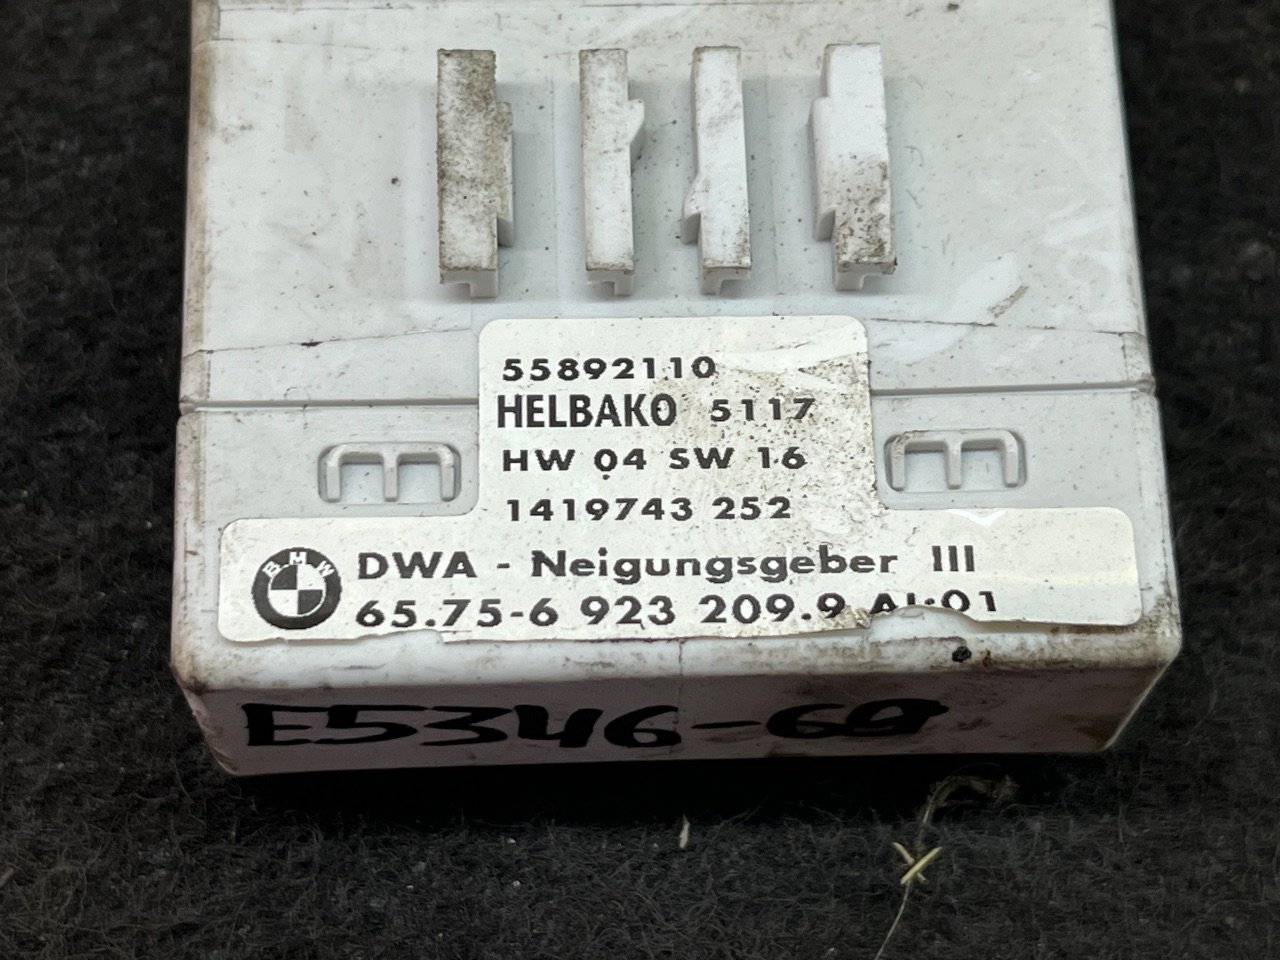 55892110
HELBAKO 5117
HW 04 SW 16
1419743 252
BMW
DWA - Neigungsgeber III
65.75-6 923 209.9 AI:01
E5346-69